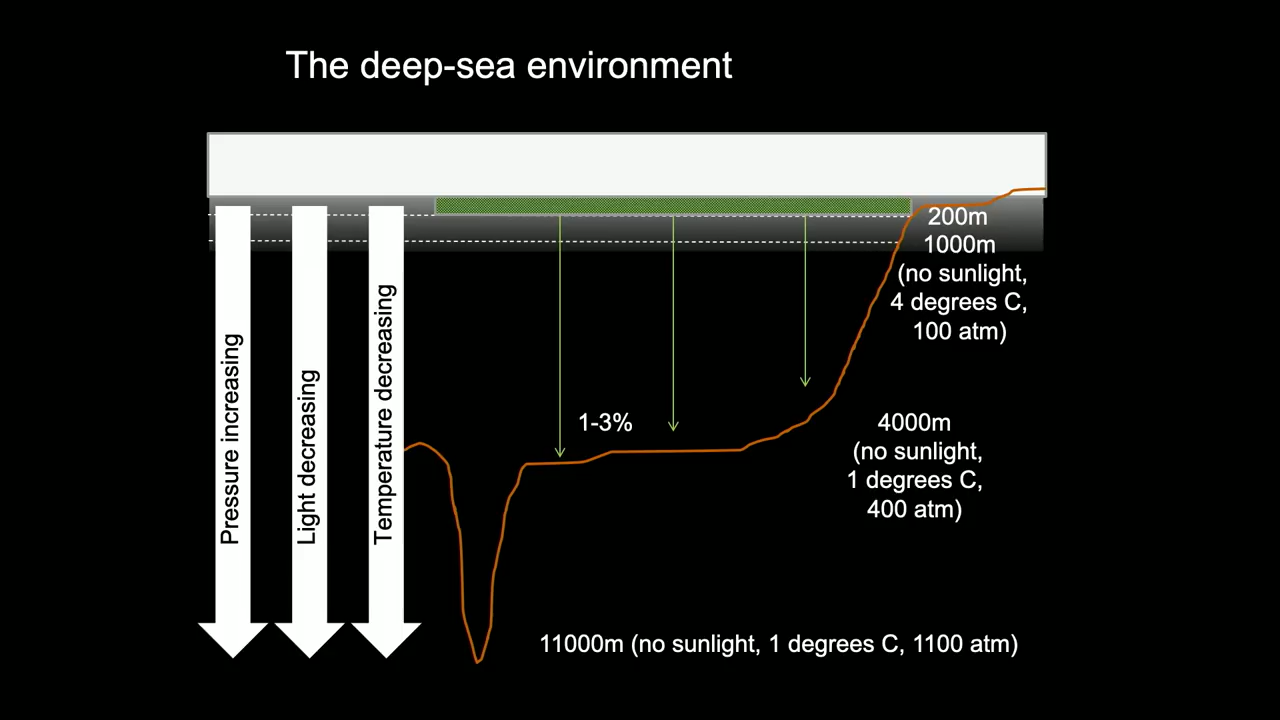 The deep-sea environment
200m
1000m
(no sunlight,
4 degrees C,
100 atm)
Pressure increasing
Light decreasing
Temperature decreasing
1-3%
4000m
(no sunlight,
1 degrees C,
400 atm)
11000m (no sunlight, 1 degrees C, 1100 atm)